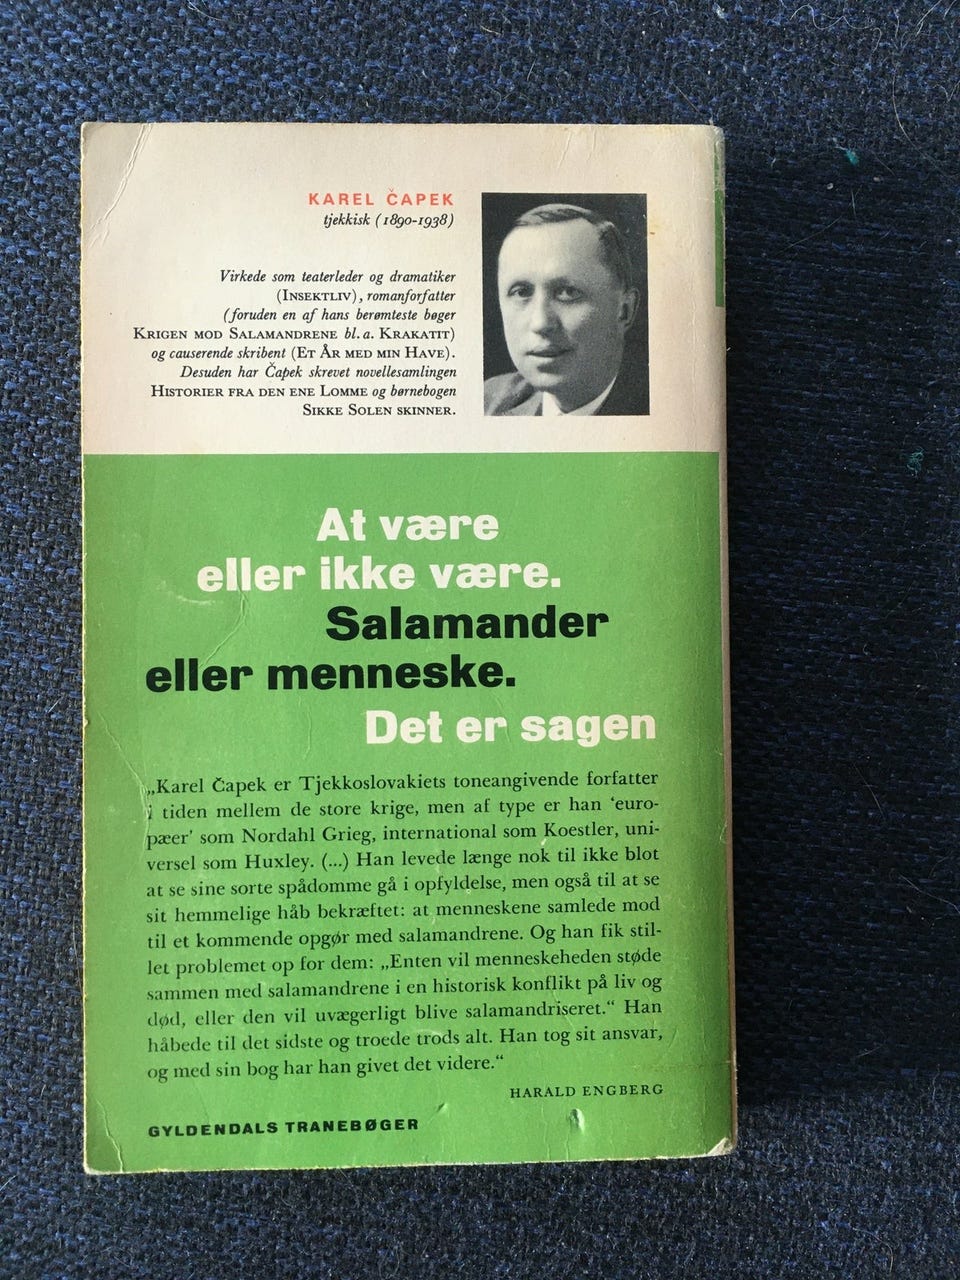 KAREL ČAPEK
tjekkisk (1890-1938)
Virkede som teaterleder og dramatiker
(INSEKTLIV), romanforfatter
(foruden en af hans berømteste bøger
KRIGEN MOD SALAMANDRENE bl. a. KRAKATIT)
og causerende skribent (ET ÅR MED MIN HAVE).
Desuden har Čapek skrevet novellesamlingen
HISTORIER FRA DEN ENE LOMME og børnebogen
SIKKE SOLEN SKINNER.
At være
eller ikke være.
Salamander
eller menneske.
Det er sagen
„Karel Čapek er Tjekkoslovakiets toneangivende forfatter
i tiden mellem de store krige, men af type er han ‘euro-
pæer’ som Nordahl Grieg, international som Koestler, uni-
versel som Huxley. (...) Han levede længe nok til ikke blot
at se sine sorte spådomme gå i opfyldelse, men også til at se
sit hemmelige håb bekræftet: at menneskene samlede mod
til et kommende opgør med salamandrene. Og han fik stil-
let problemet op for dem: „Enten vil menneskeheden støde
sammen med salamandrene i en historisk konflikt på liv og
død, eller den vil uvægerligt blive salamandriseret.“ Han
håbede til det sidste og troede trods alt. Han tog sit ansvar,
og med sin bog har han givet det videre.“
HARALD ENGBERG
GYLDENDALS TRANEBØGER